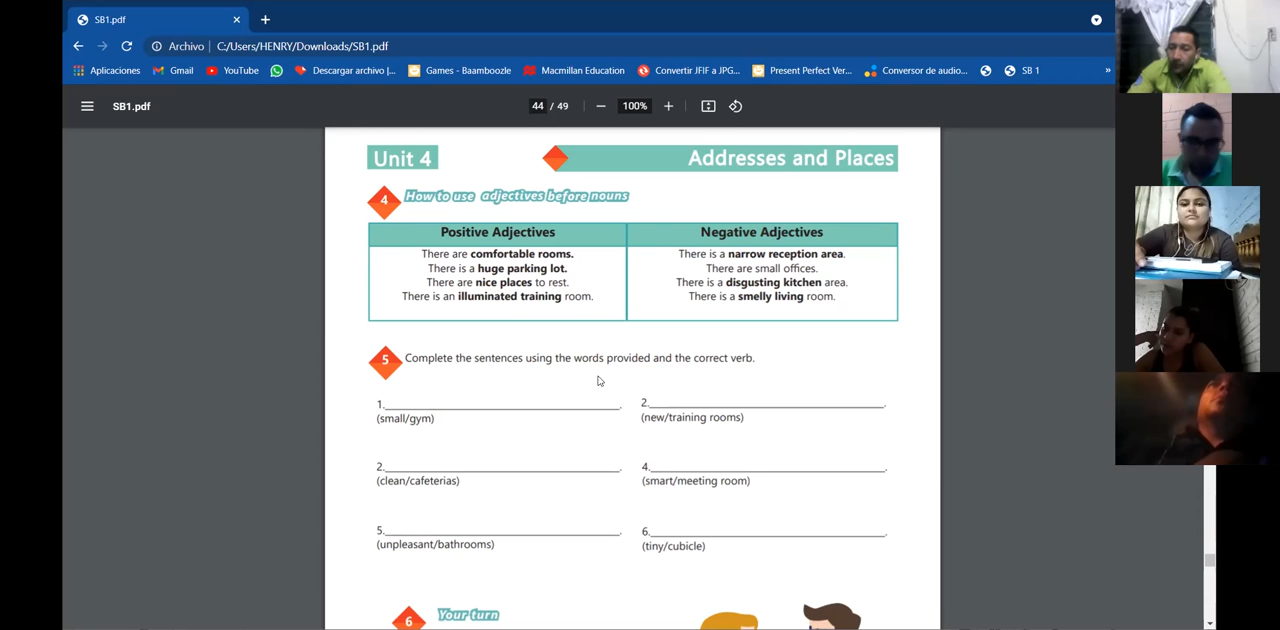 SB1.pdf
Archivo C:/Users/HENRY/Downloads/SB1.pdf
Aplicaciones Gmail YouTube Descargar archivo |... Games - Baamboozle Macmillan Education Convertir JFIF a JPG... Present Perfect Ver... Conversor de audio... SB 1 »
SB1.pdf 44 / 49 100%
Unit 4 Addresses and Places
4 How to use adjectives before nouns
Positive Adjectives Negative Adjectives
There are comfortable rooms. There is a narrow reception area.
There is a huge parking lot. There are small offices.
There are nice places to rest. There is a disgusting kitchen area.
There is an illuminated training room. There is a smelly living room.
5 Complete the sentences using the words provided and the correct verb.
1.______________________. 2.______________________.
(small/gym) (new/training rooms)
2.______________________. 4.______________________.
(clean/cafeterias) (smart/meeting room)
5.______________________. 6.______________________.
(unpleasant/bathrooms) (tiny/cubicle)
6 Your turn